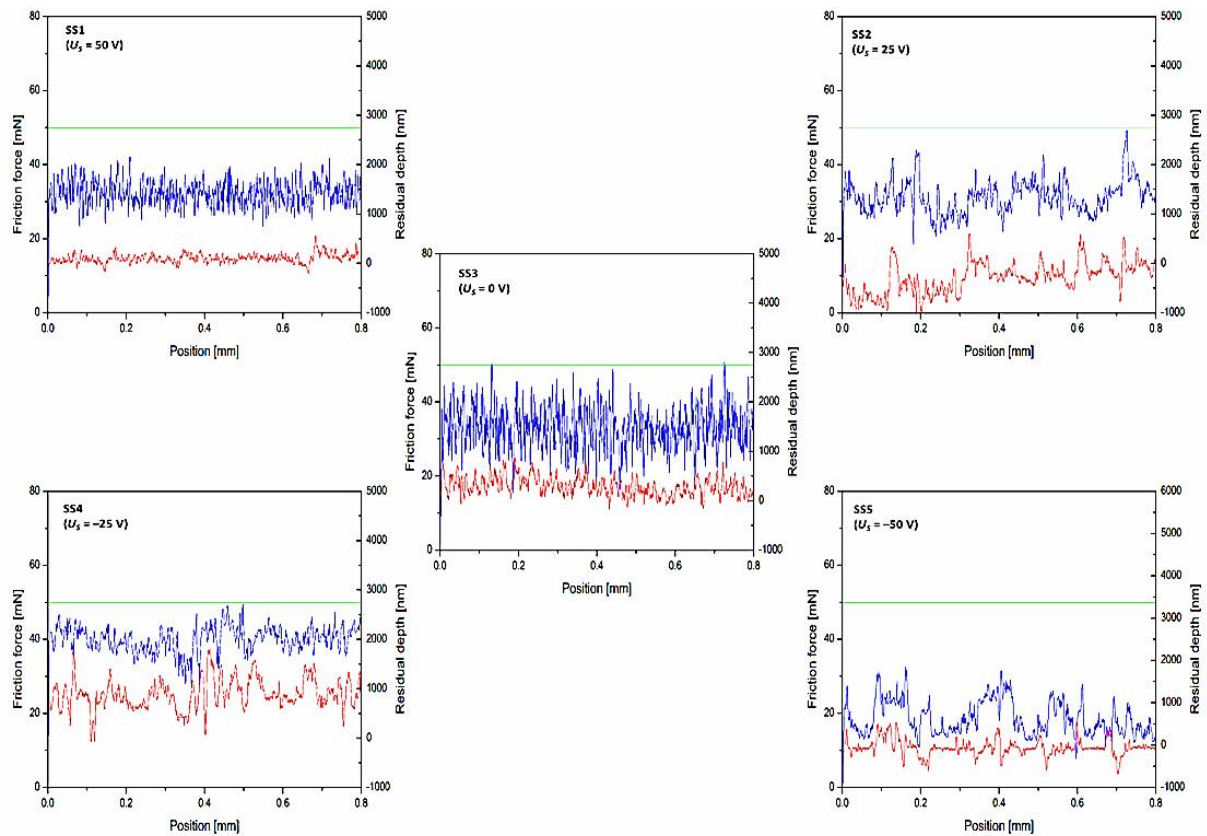 SS1
(Us = 50 V)
80
60
40
20
0
Friction force [mN]
5000
4000
3000
2000
1000
0
-1000
Residual depth [nm]
0.0 0.2 0.4 0.6 0.8
Position [mm]
SS2
(Us = 25 V)
80
60
40
20
0
Friction force [mN]
5000
4000
3000
2000
1000
0
-1000
Residual depth [nm]
0.0 0.2 0.4 0.6 0.8
Position [mm]
SS3
(Us = 0 V)
80
60
40
20
0
Friction force [mN]
5000
4000
3000
2000
1000
0
-1000
Residual depth [nm]
0.0 0.2 0.4 0.6 0.8
Position [mm]
SS4
(Us = –25 V)
80
60
40
20
0
Friction force [mN]
5000
4000
3000
2000
1000
0
-1000
Residual depth [nm]
0.0 0.2 0.4 0.6 0.8
Position [mm]
SS5
(Us = –50 V)
80
60
40
20
0
Friction force [mN]
6000
5000
4000
3000
2000
1000
0
-1000
Residual depth [nm]
0.0 0.2 0.4 0.6 0.8
Position [mm]